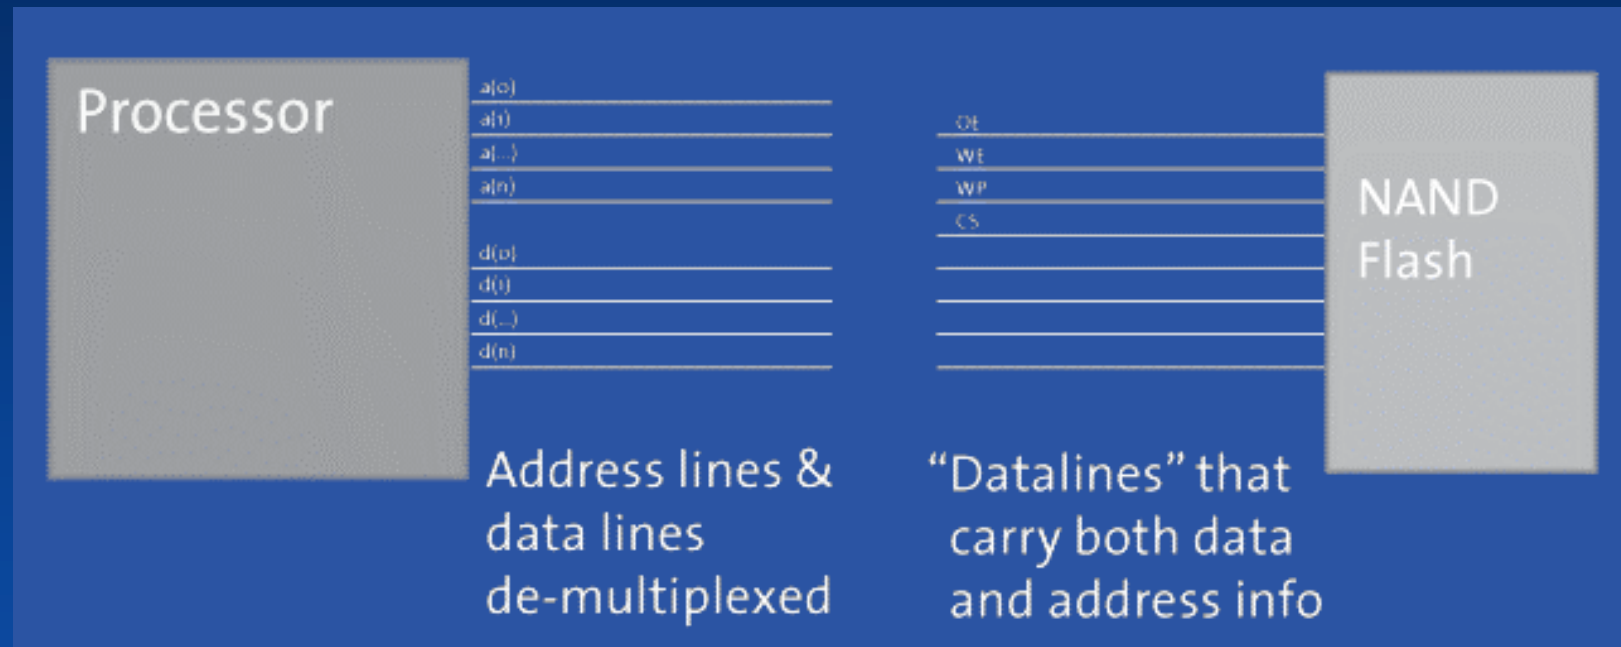 Processor
a(0)
a(1)
a(...)
a(n)
d(0)
d(1)
d(...)
d(n)
Address lines &
data lines
de-multiplexed
OE
WE
WP
CS
“Datalines” that
carry both data
and address info
NAND
Flash